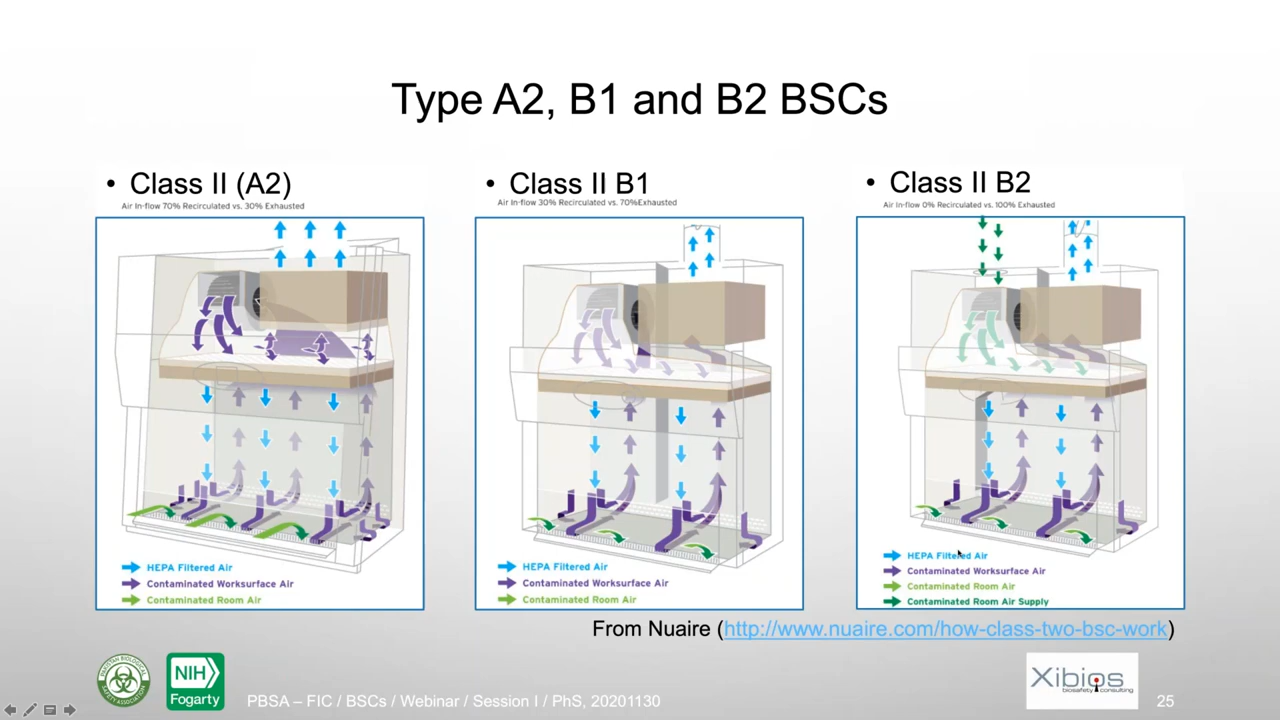 Type A2, B1 and B2 BSCs
• Class II (A2)
Air In-flow 70% Recirculated vs. 30% Exhausted
HEPA Filtered Air
Contaminated Worksurface Air
Contaminated Room Air
• Class II B1
Air In-flow 30% Recirculated vs. 70%Exhausted
HEPA Filtered Air
Contaminated Worksurface Air
Contaminated Room Air
• Class II B2
Air In-flow 0% Recirculated vs. 100% Exhausted
HEPA Filtered Air
Contaminated Worksurface Air
Contaminated Room Air
Contaminated Room Air Supply
From Nuaire (http://www.nuaire.com/how-class-two-bsc-work)
PAKISTAN BIOLOGICAL
SAFETY ASSOCIATION
NIH
Fogarty
PBSA – FIC / BSCs / Webinar / Session I / PhS, 20201130
Xibios
biosafety consulting
25